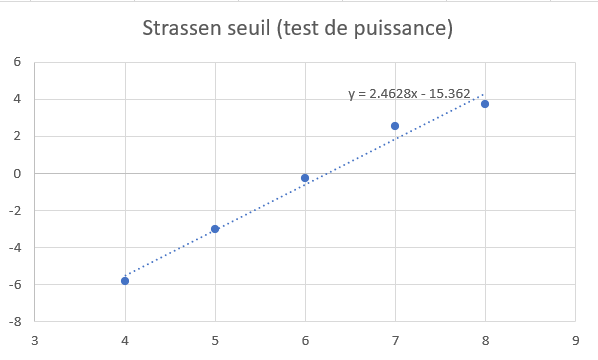 Strassen seuil (test de puissance)
6
y = 2.4628x - 15.362
4
2
0
-2
-4
-6
-8
3 4 5 6 7 8 9